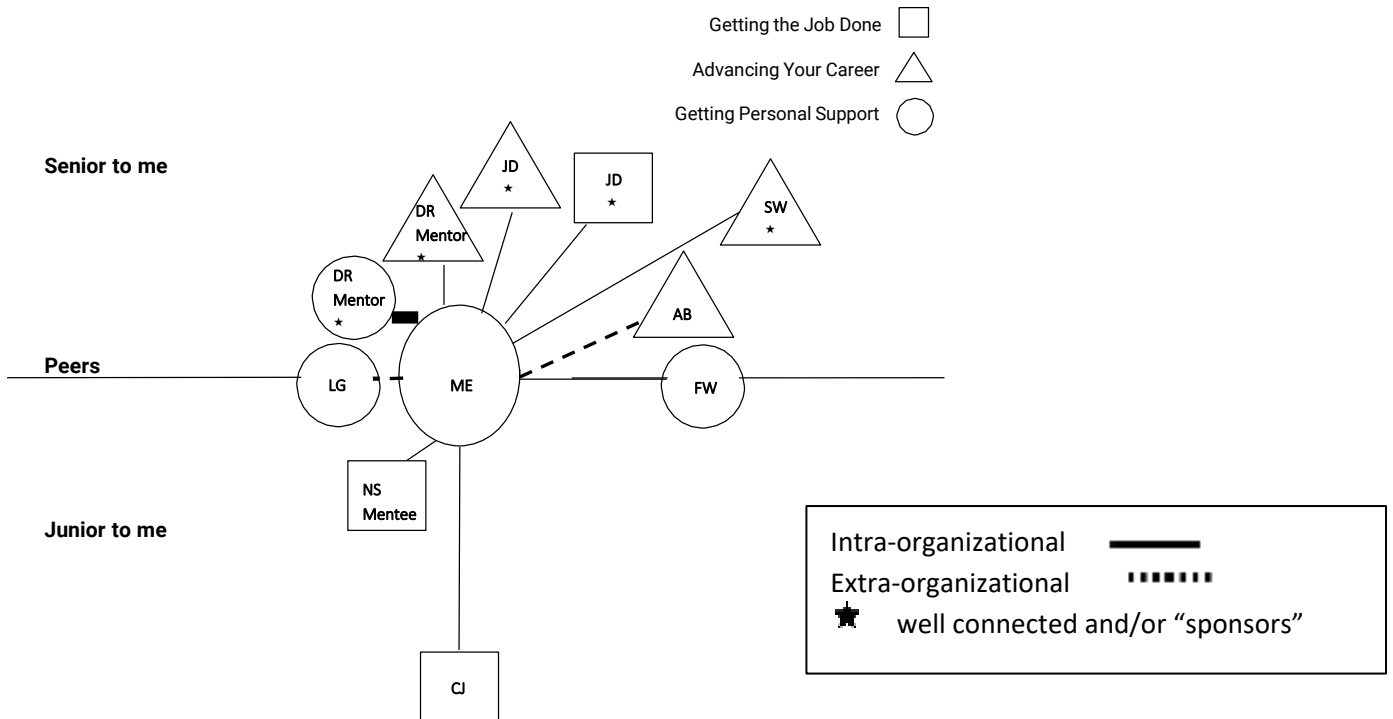 Getting the Job Done
Advancing Your Career
Getting Personal Support
Senior to me
JD
JD
DR
Mentor
SW
DR
Mentor
AB
Peers
LG
ME
FW
NS
Mentee
Junior to me
CJ
Intra-organizational
Extra-organizational
well connected and/or “sponsors”